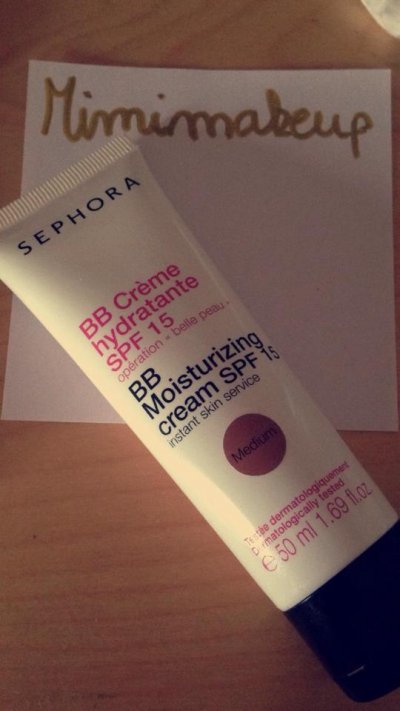 Mimimakeup
SEPHORA
BB Crème
hydratante
SPF 15
opération « belle peau »
BB
Moisturizing
cream SPF 15
instant skin service
Medium
Testée dermatologiquement
Dermatologically tested
e 50 ml 1.69 fl.oz